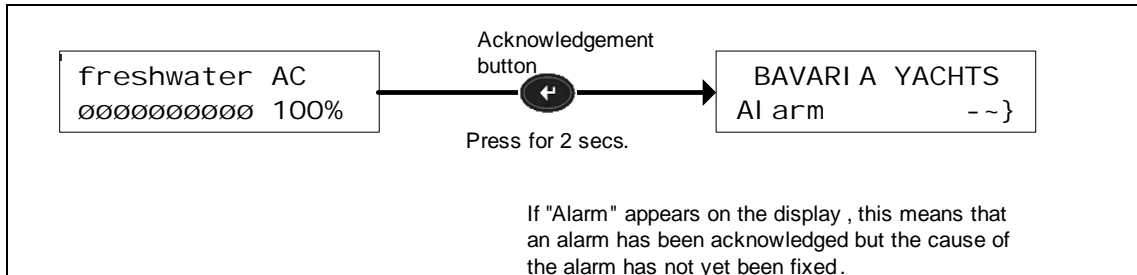 Acknowledgement
button
freshwater AC
øøøøøøøøøø 100%
BAVARIA YACHTS
Alarm -~}
Press for 2 secs.
If "Alarm" appears on the display , this means that
an alarm has been acknowledged but the cause of
the alarm has not yet been fixed .